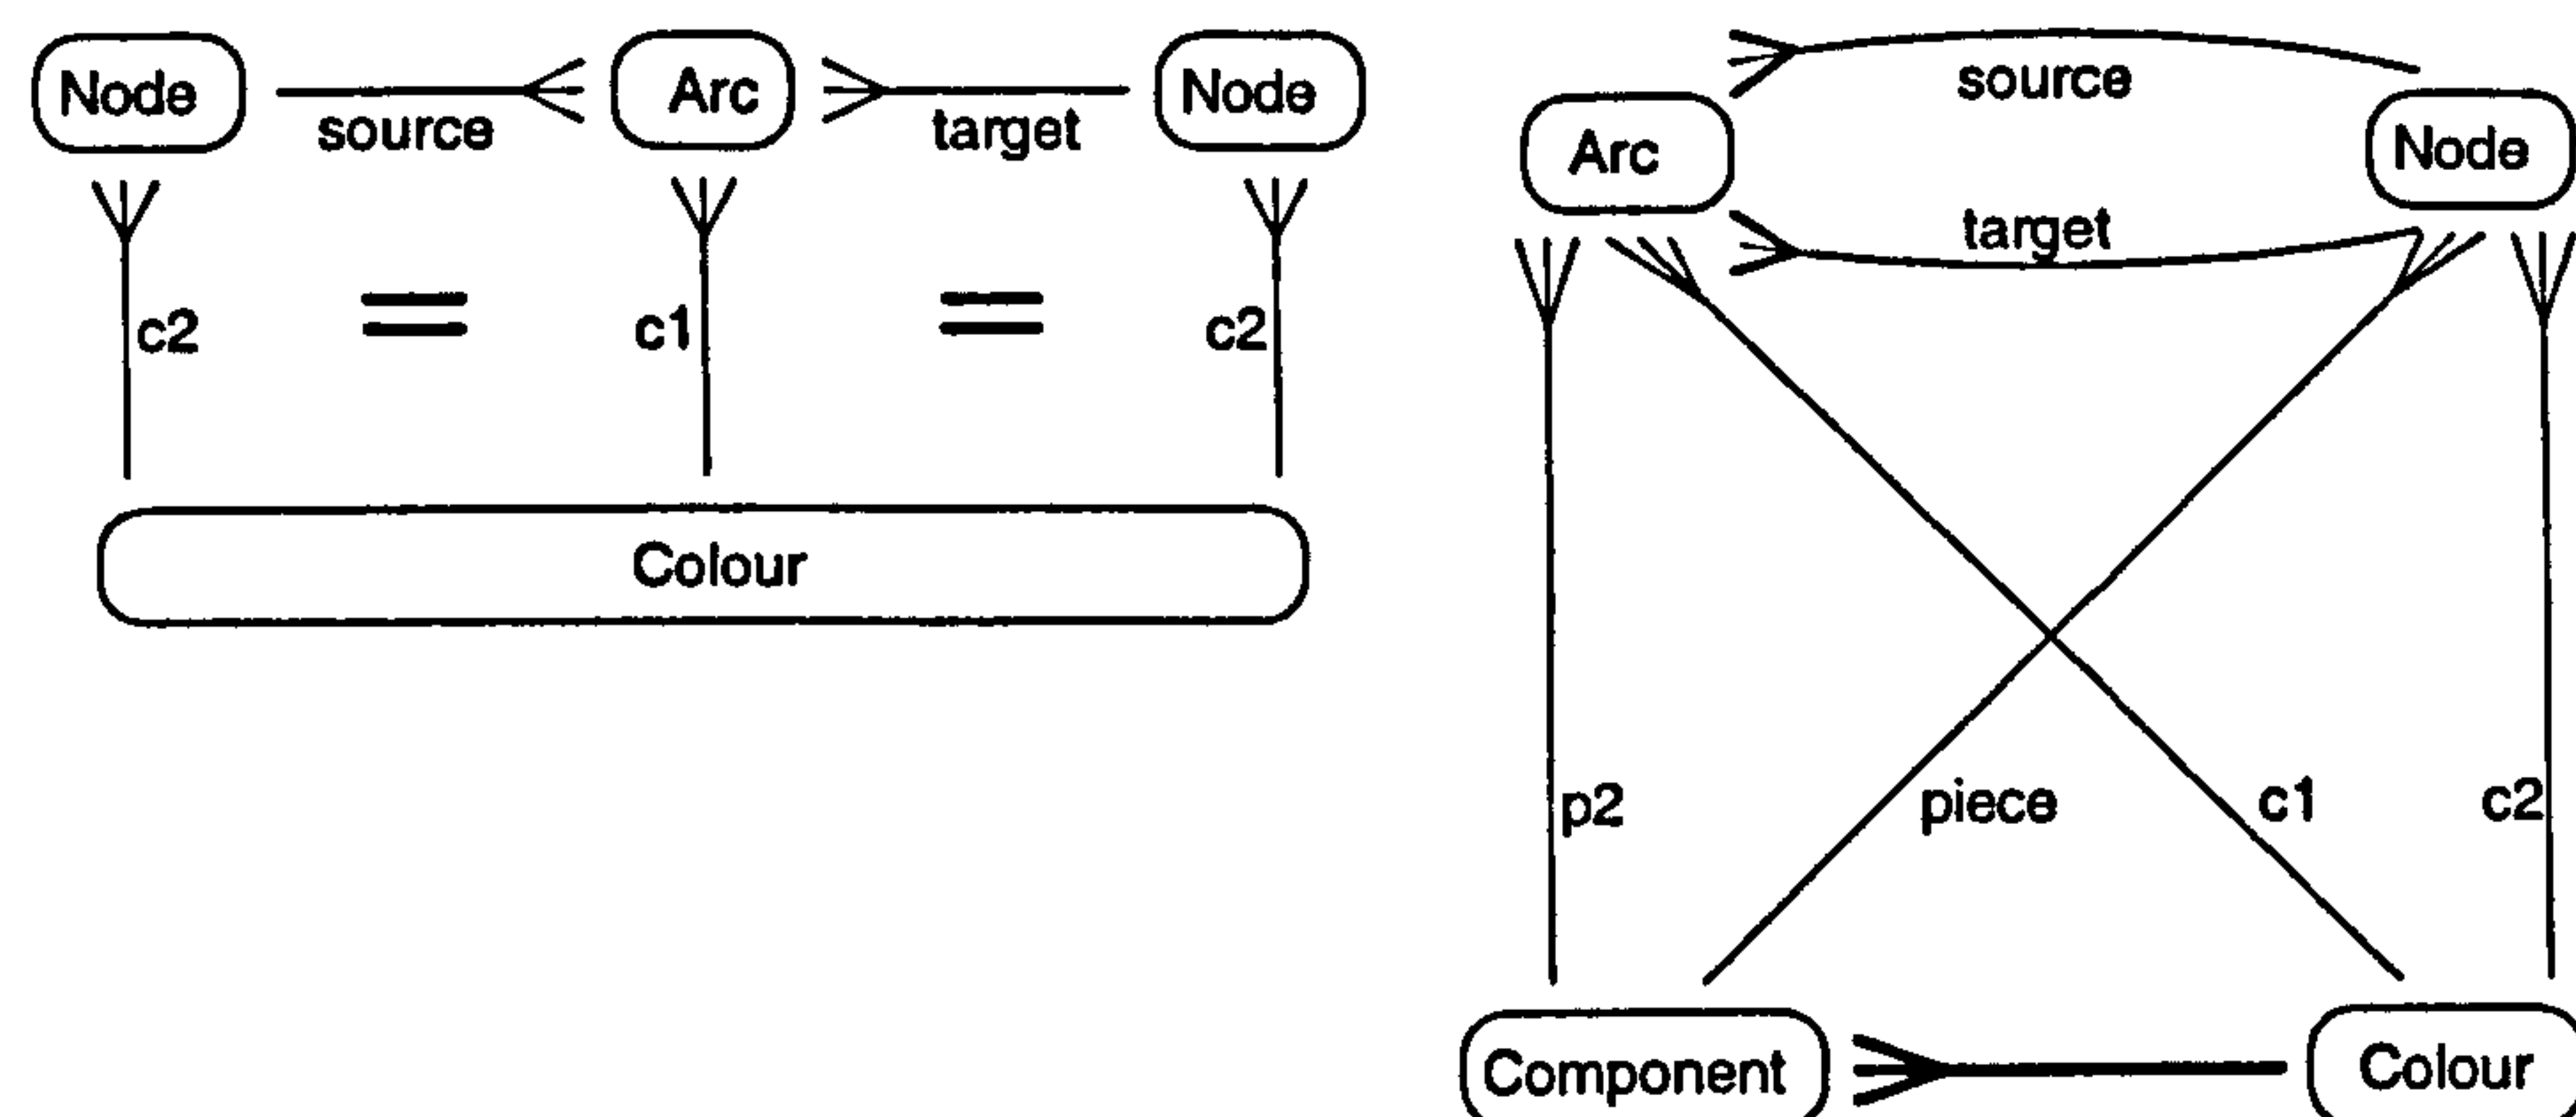 Node
source
Arc
target
Node
c2
=
c1
=
c2
Colour
source
Arc
Node
target
p2
piece
c1
c2
Component
Colour